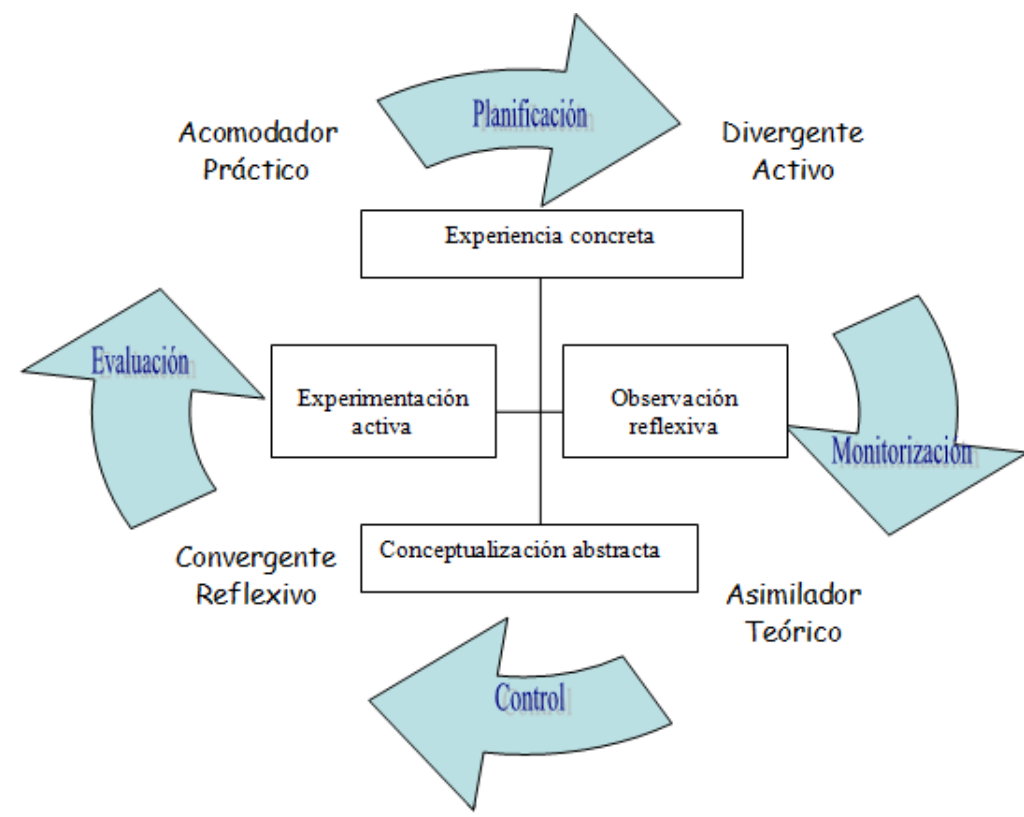 Planificación
Acomodador
Práctico
Divergente
Activo
Experiencia concreta
Evaluación
Experimentación
activa
Observación
reflexiva
Monitorización
Convergente
Reflexivo
Conceptualización abstracta
Asimilador
Teórico
Control